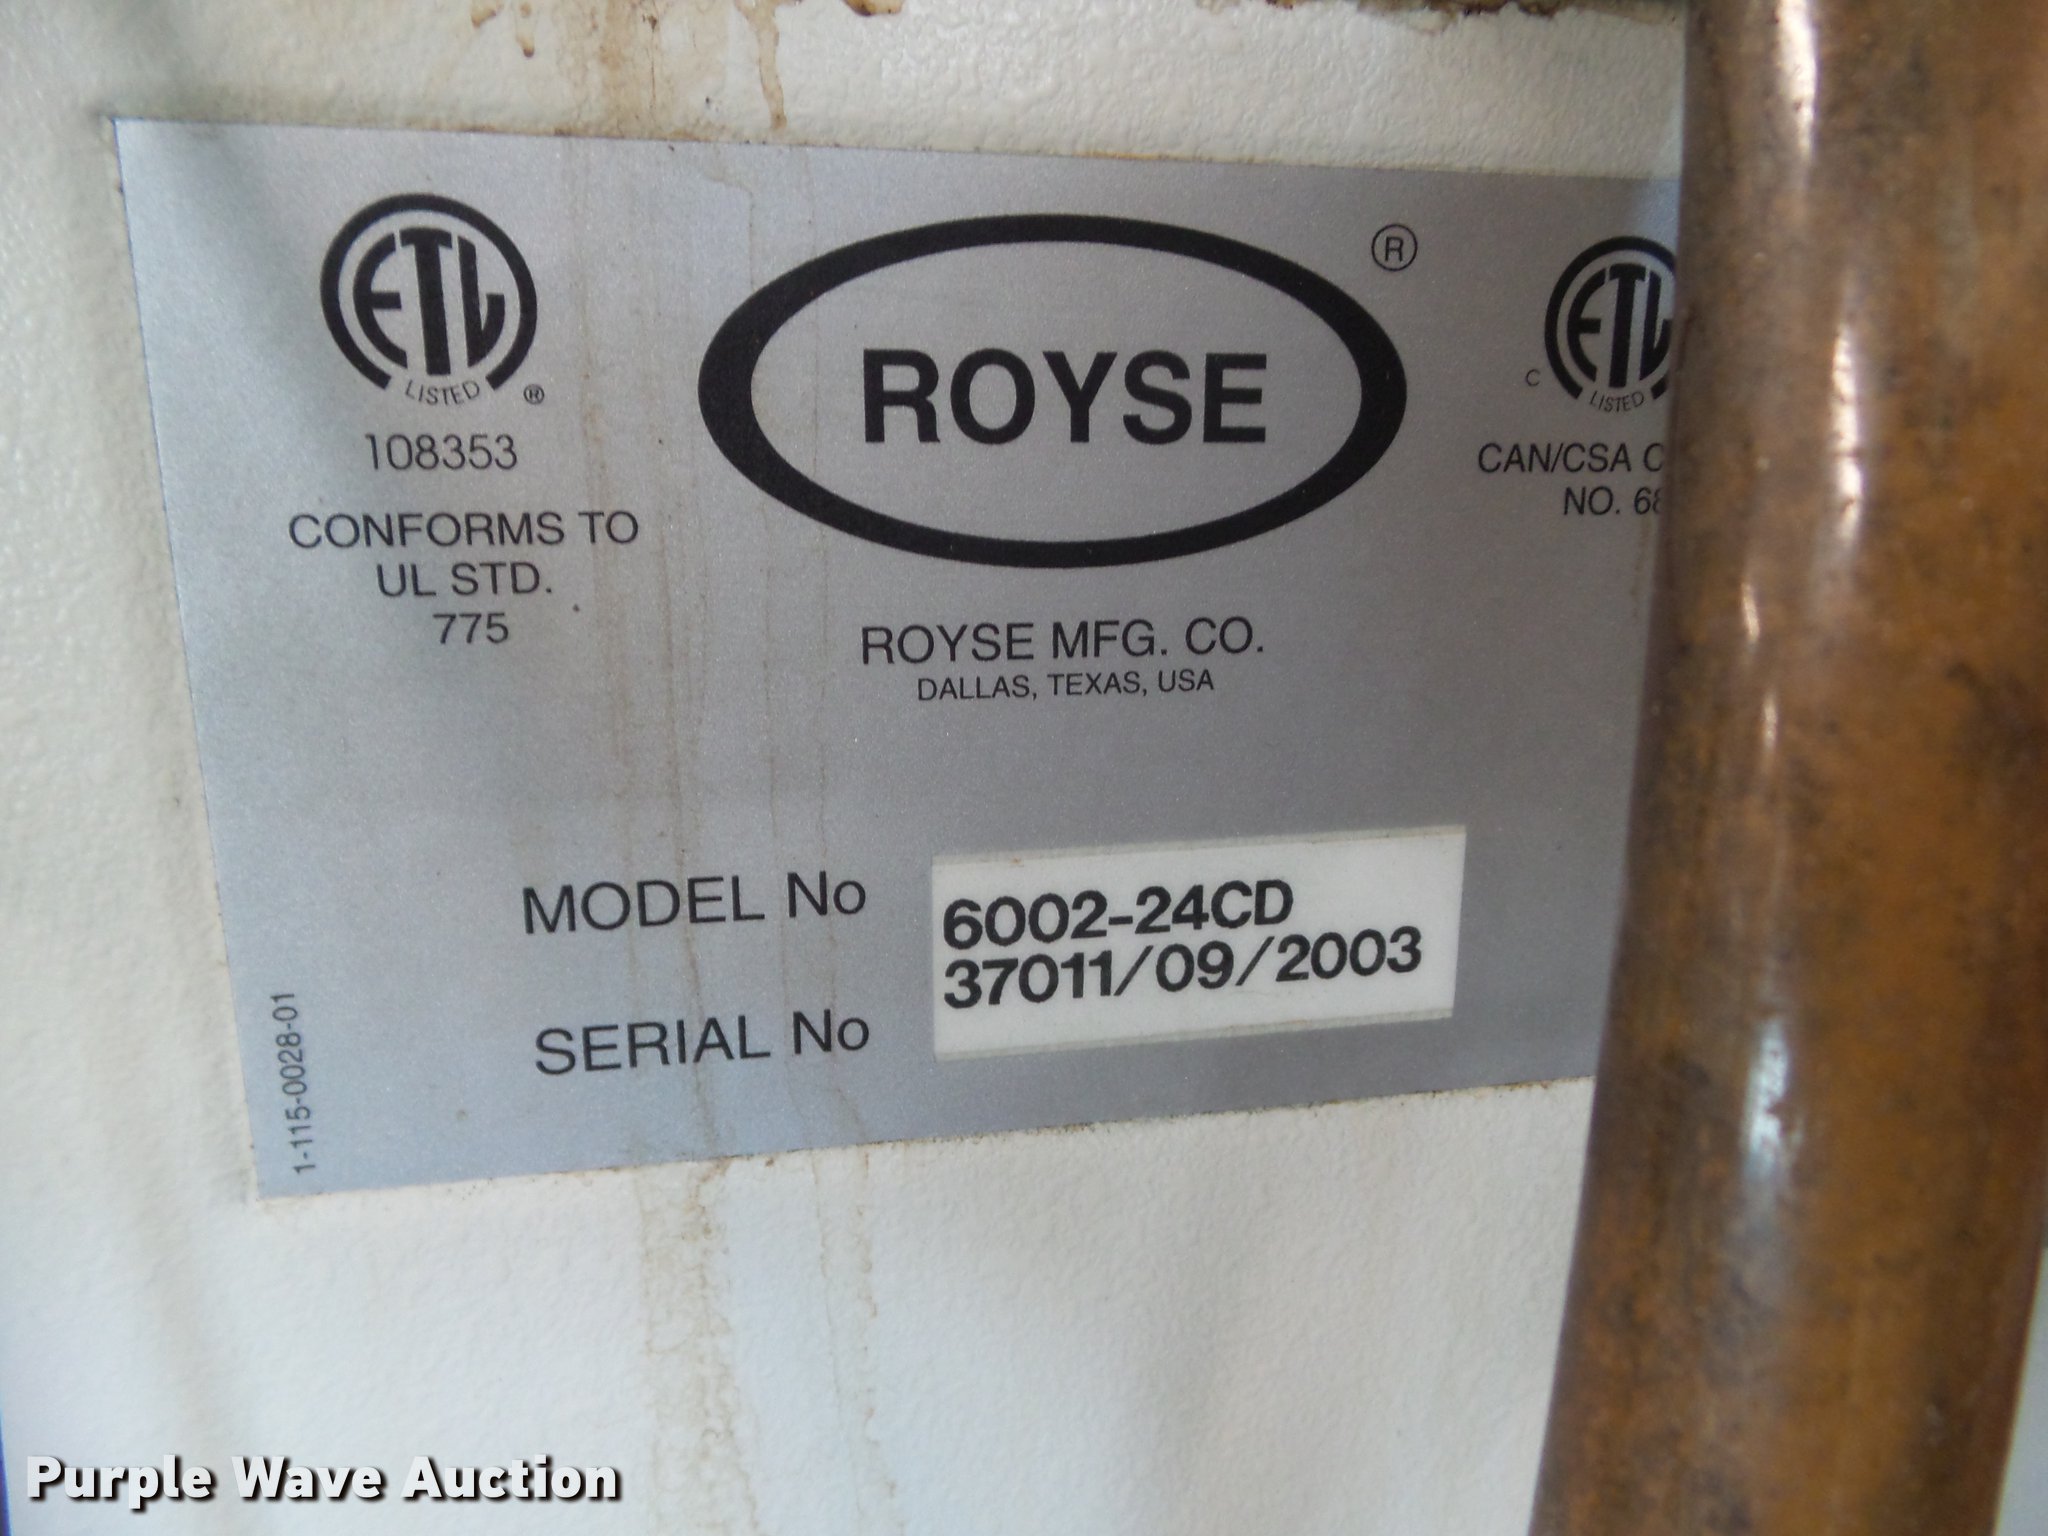 ETL
LISTED ®
108353
CONFORMS TO
UL STD.
775
ROYSE ®
ROYSE MFG. CO.
DALLAS, TEXAS, USA
C ETL
LISTED
CAN/CSA
NO.
MODEL No 6002-24CD
37011/09/2003
SERIAL No
1-115-0028-01
Purple Wave Auction